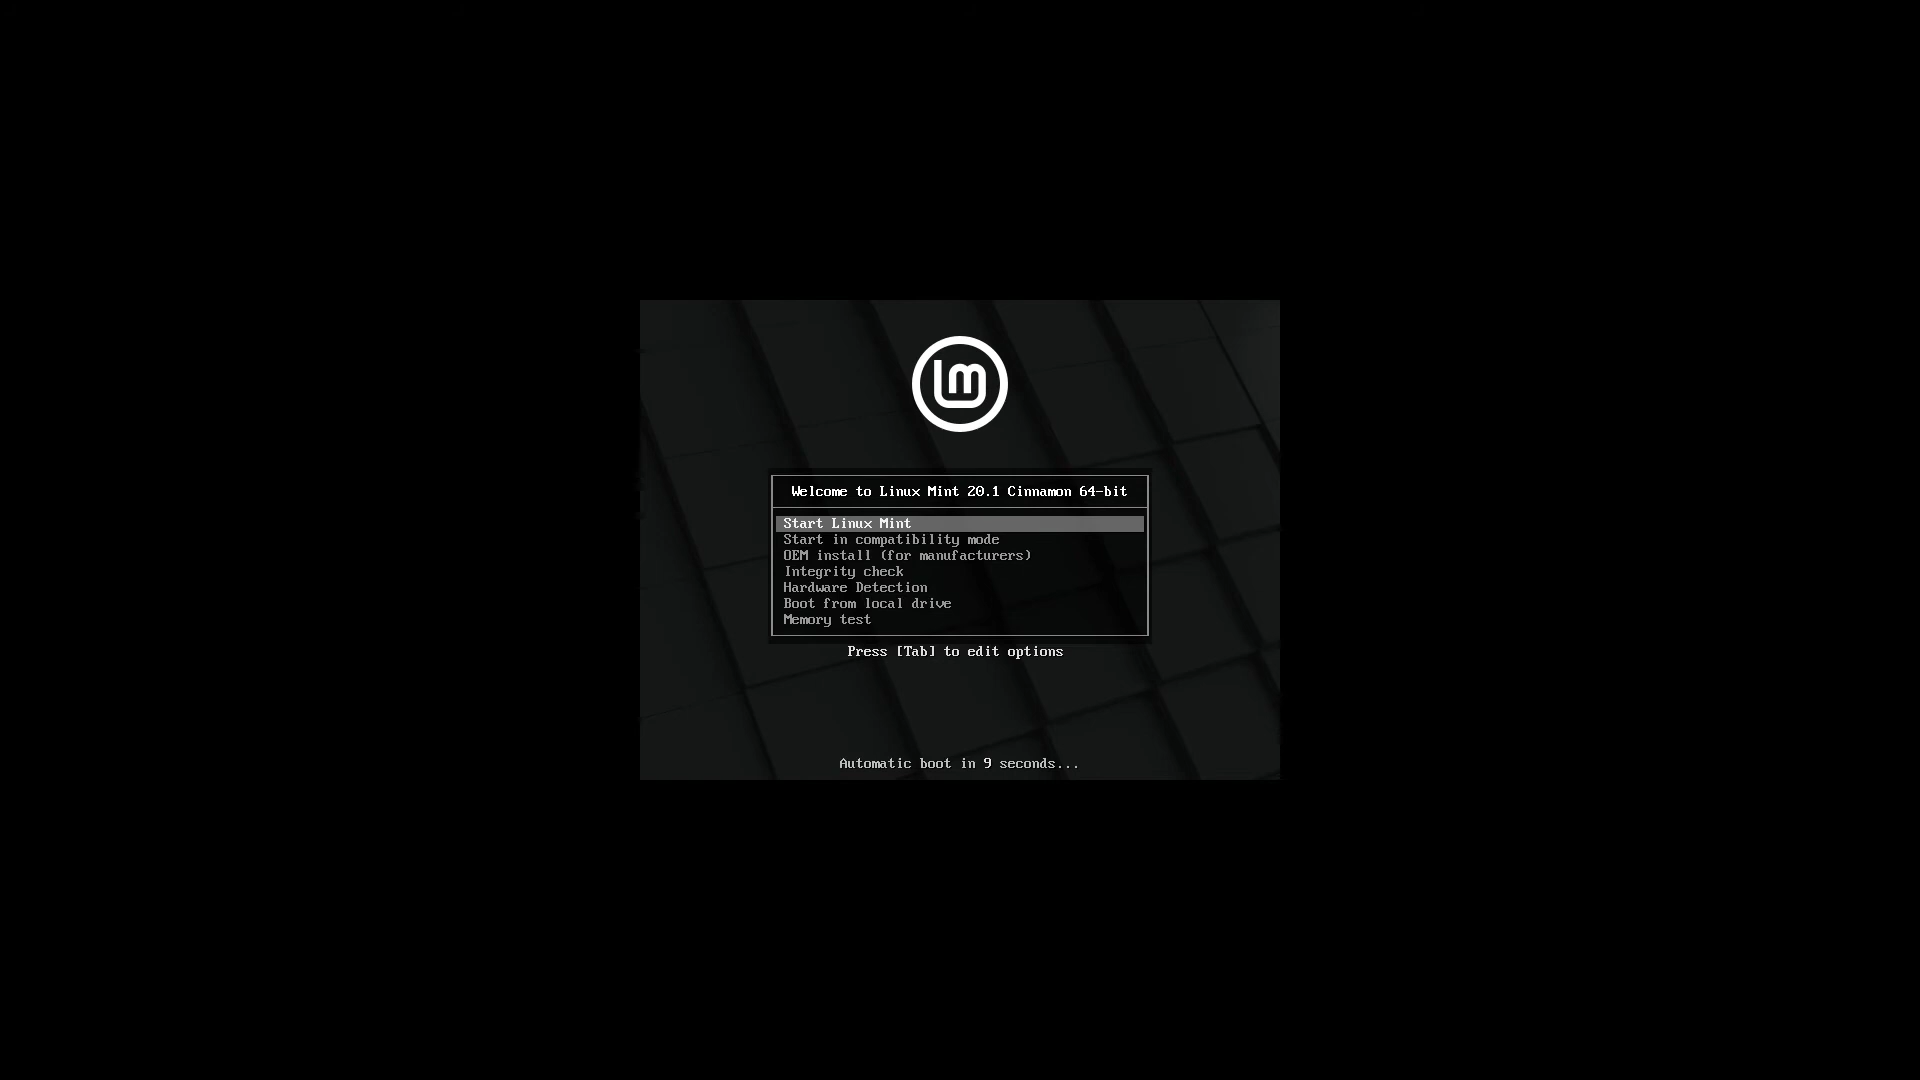 lm
Welcome to Linux Mint 20.1 Cinnamon 64-bit
Start Linux Mint
Start in compatibility mode
OEM install (for manufacturers)
Integrity check
Hardware Detection
Boot from local drive
Memory test
Press [Tab] to edit options
Automatic boot in 9 seconds...